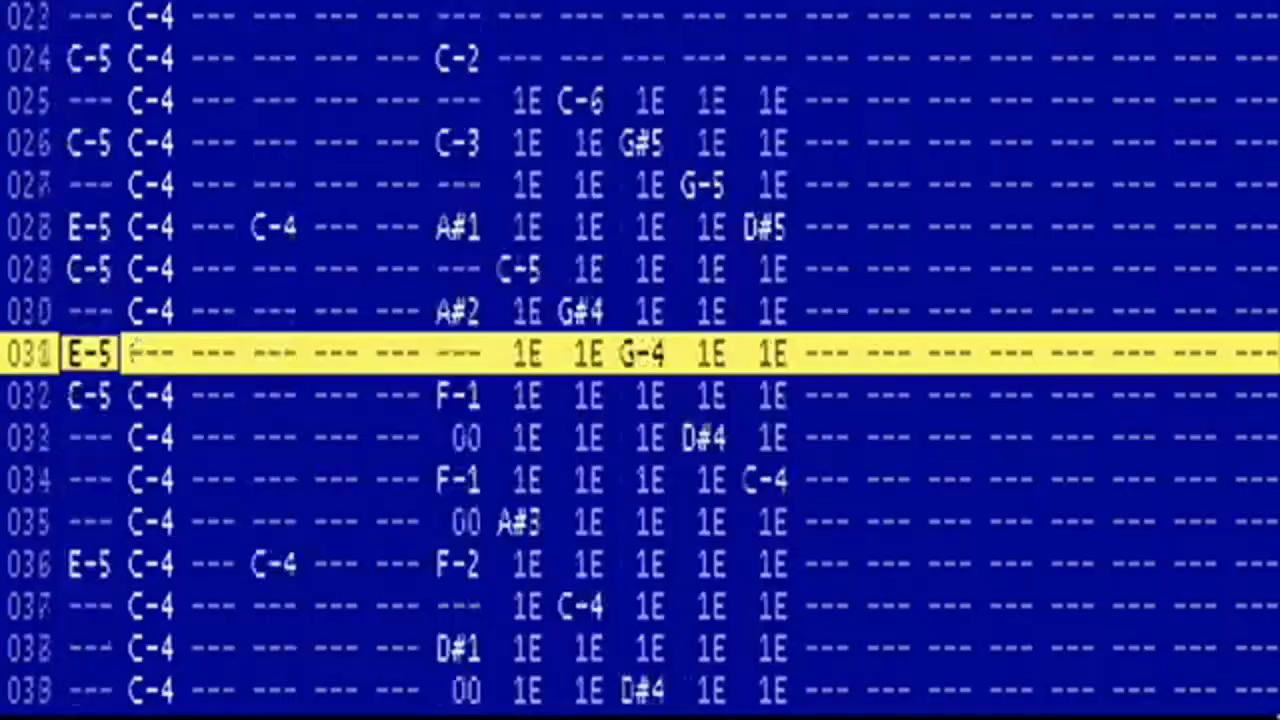 023 --- C-4 --- --- --- --- --- --- --- --- --- --- --- --- --- --- --- --- --- ---
024 C-5 C-4 --- --- --- --- C-2 --- --- --- --- --- --- --- --- --- --- --- --- ---
025 --- C-4 --- --- --- --- --- 1E C-6 1E 1E 1E --- --- --- --- --- --- --- ---
026 C-5 C-4 --- --- --- --- C-3 1E 1E G#5 1E 1E --- --- --- --- --- --- --- ---
027 --- C-4 --- --- --- --- --- 1E 1E 1E G-5 1E --- --- --- --- --- --- --- ---
028 E-5 C-4 --- C-4 --- --- A#1 1E 1E 1E 1E D#5 --- --- --- --- --- --- --- ---
029 C-5 C-4 --- --- --- --- --- C-5 1E 1E 1E 1E --- --- --- --- --- --- --- ---
030 --- C-4 --- --- --- --- A#2 1E G#4 1E 1E 1E --- --- --- --- --- --- --- ---
031 E-5 --- --- --- --- --- --- 1E 1E G-4 1E 1E --- --- --- --- --- --- --- ---
032 C-5 C-4 --- --- --- --- F-1 1E 1E 1E 1E 1E --- --- --- --- --- --- --- ---
033 --- C-4 --- --- --- --- 00 1E 1E 1E D#4 1E --- --- --- --- --- --- --- ---
034 --- C-4 --- --- --- --- F-1 1E 1E 1E 1E C-4 --- --- --- --- --- --- --- ---
035 --- C-4 --- --- --- --- 00 A#3 1E 1E 1E 1E --- --- --- --- --- --- --- ---
036 E-5 C-4 --- C-4 --- --- F-2 1E 1E 1E 1E 1E --- --- --- --- --- --- --- ---
037 --- C-4 --- --- --- --- --- 1E C-4 1E 1E 1E --- --- --- --- --- --- --- ---
038 --- C-4 --- --- --- --- D#1 1E 1E 1E 1E 1E --- --- --- --- --- --- --- ---
039 --- C-4 --- --- --- --- 00 1E 1E D#4 1E 1E --- --- --- --- --- --- --- ---